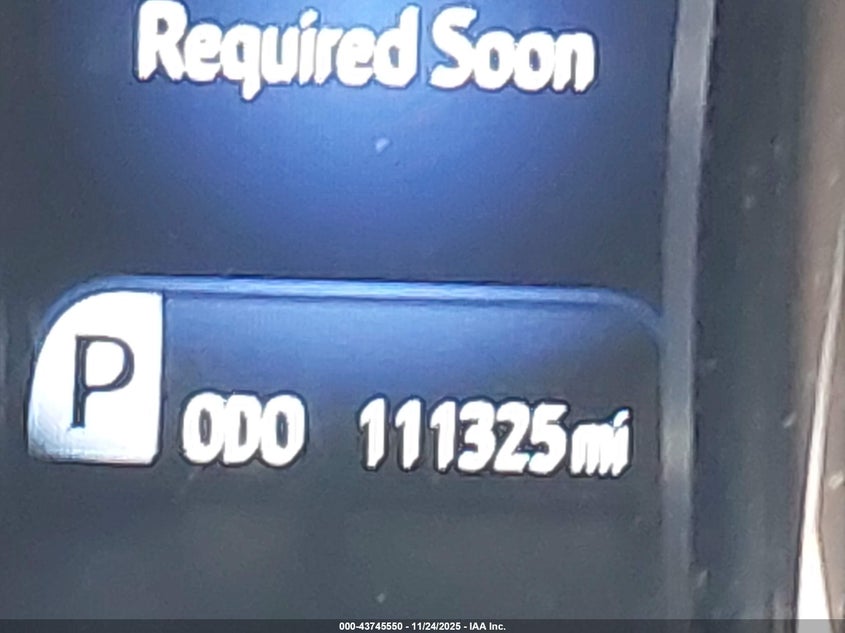 Required Soon
P
ODO 111325mi
000-43745550 - 11/24/2025 - IAA Inc.